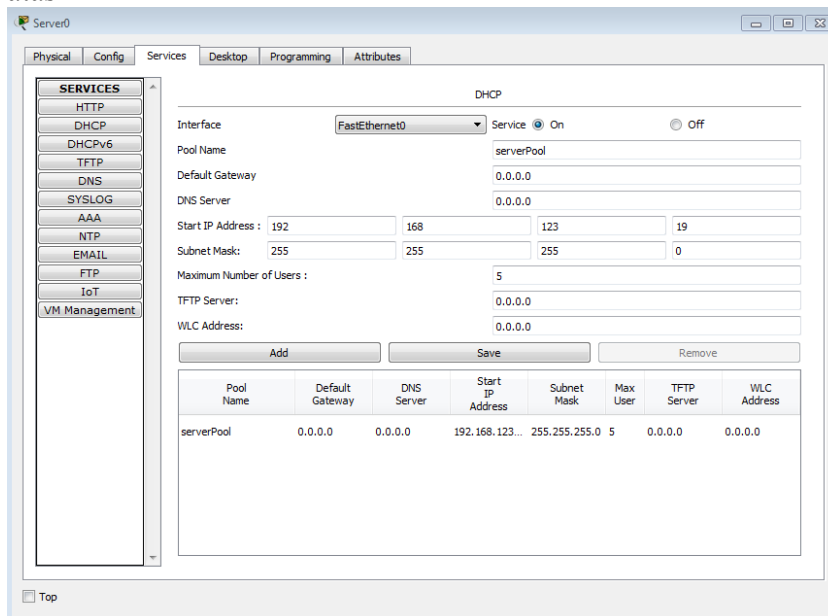 Server0
Physical Config Services Desktop Programming Attributes
SERVICES
HTTP
DHCP
DHCPv6
TFTP
DNS
SYSLOG
AAA
NTP
EMAIL
FTP
IoT
VM Management
DHCP
Interface FastEthernet0 Service On Off
Pool Name serverPool
Default Gateway 0.0.0.0
DNS Server 0.0.0.0
Start IP Address : 192 168 123 19
Subnet Mask: 255 255 255 0
Maximum Number of Users : 5
TFTP Server: 0.0.0.0
WLC Address: 0.0.0.0
Add Save Remove
Pool Name Default Gateway DNS Server Start IP Address Subnet Mask Max User TFTP Server WLC Address
serverPool 0.0.0.0 0.0.0.0 192.168.123... 255.255.255.0 5 0.0.0.0 0.0.0.0
Top